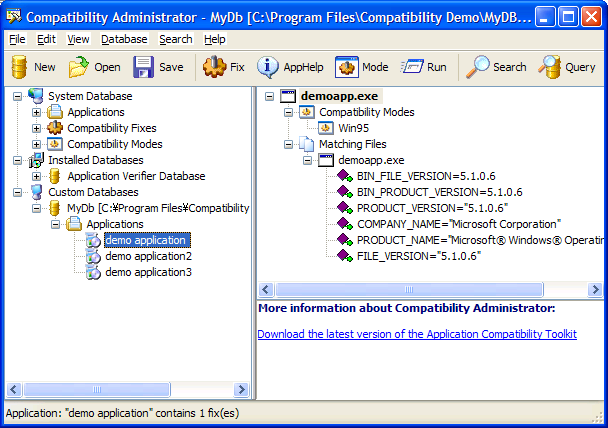 Compatibility Administrator - MyDb [C:\Program Files\Compatibility Demo\MyDB...
File Edit View Database Search Help
New Open Save Fix AppHelp Mode Run Search Query
System Database
Applications
Compatibility Fixes
Compatibility Modes
Installed Databases
Application Verifier Database
Custom Databases
MyDb [C:¥Program Files¥Compatibility
Applications
demo application
demo application2
demo application3
demoapp.exe
Compatibility Modes
Win95
Matching Files
demoapp.exe
BIN_FILE_VERSION=5.1.0.6
BIN_PRODUCT_VERSION=5.1.0.6
PRODUCT_VERSION="5.1.0.6"
COMPANY_NAME="Microsoft Corporation"
PRODUCT_NAME="Microsoft® Windows® Operatin
FILE_VERSION="5.1.0.6"
More information about Compatibility Administrator:
Download the latest version of the Application Compatibility Toolkit
Application: "demo application" contains 1 fix(es)